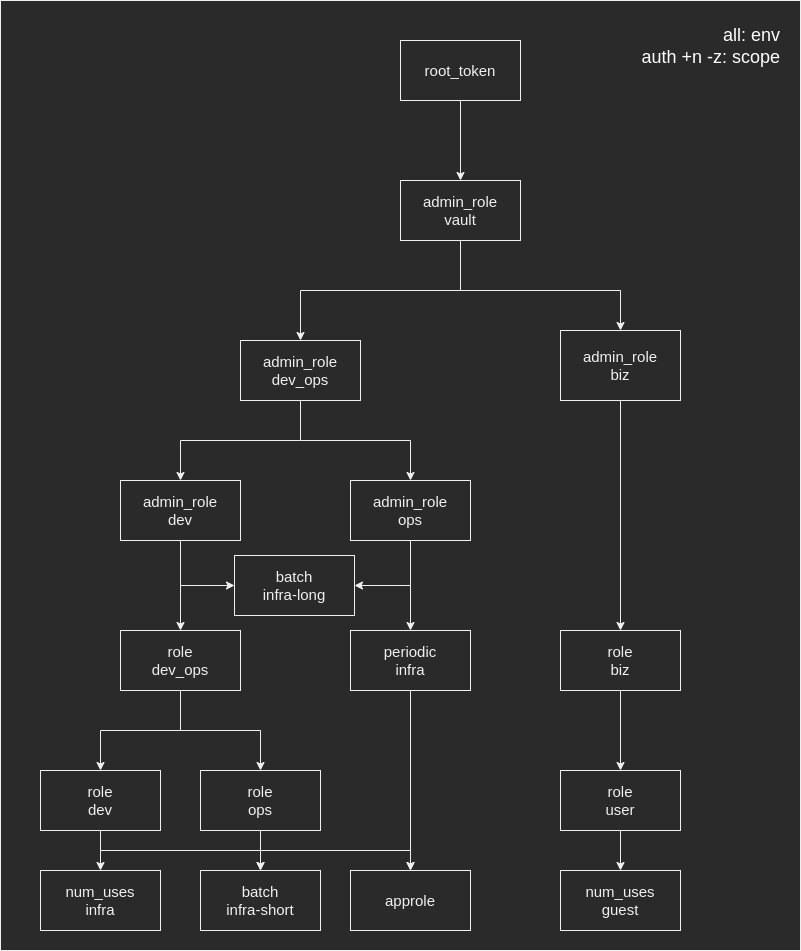 all: env
auth +n -z: scope
root_token
admin_role
vault
admin_role
dev_ops
admin_role
biz
admin_role
dev
admin_role
ops
batch
infra-long
role
dev_ops
periodic
infra
role
biz
role
dev
role
ops
role
user
num_uses
infra
batch
infra-short
approle
num_uses
guest